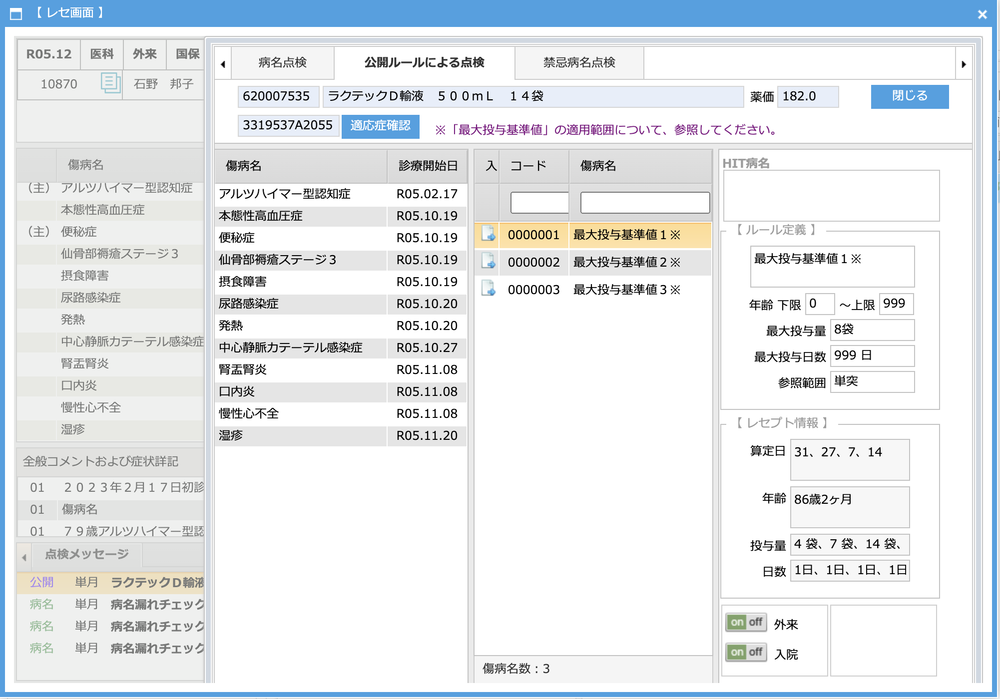 【 レセ画面 】
R05.12 医科 外来 国保
10870 石野 邦子
傷病名
（主） アルツハイマー型認知症
本態性高血圧症
（主） 便秘症
仙骨部褥瘡ステージ３
摂食障害
尿路感染症
発熱
中心静脈カテーテル感染症
腎盂腎炎
口内炎
慢性心不全
湿疹
全般コメントおよび症状詳記
01 ２０２３年２月１７日初診
01 傷病名
01 ７９歳アルツハイマー型認
点検メッセージ
公開 単月 ラクテックＤ輸液
病名 単月 病名漏れチェック
病名 単月 病名漏れチェック
病名 単月 病名漏れチェック
病名点検 公開ルールによる点検 禁忌病名点検
620007535 ラクテックＤ輸液　５００ｍＬ　１４袋 薬価 182.0 閉じる
3319537A2055 適応症確認 ※「最大投与基準値」の適用範囲について、参照してください。
傷病名 診療開始日
アルツハイマー型認知症 R05.02.17
本態性高血圧症 R05.10.19
便秘症 R05.10.19
仙骨部褥瘡ステージ３ R05.10.19
摂食障害 R05.10.19
尿路感染症 R05.10.20
発熱 R05.10.20
中心静脈カテーテル感染症 R05.10.27
腎盂腎炎 R05.11.08
口内炎 R05.11.08
慢性心不全 R05.11.08
湿疹 R05.11.20
入 コード 傷病名
0000001 最大投与基準値１※
0000002 最大投与基準値２※
0000003 最大投与基準値３※
傷病名数：3
HIT病名
【 ルール定義 】
最大投与基準値１※
年齢 下限 0 ～上限 999
最大投与量 8袋
最大投与日数 999 日
参照範囲 単突
【 レセプト情報 】
算定日 31、27、7、14
年齢 86歳2ヶ月
投与量 4 袋、7 袋、14 袋、
日数 1日、1日、1日、1日
on off 外来
on off 入院